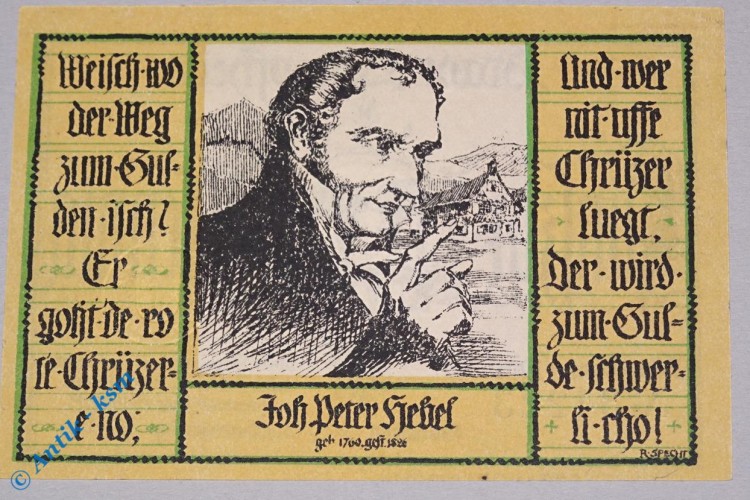 Weisch·wo
der·Weg
zum·Gul=
den·isch?
Er
goht·de·ro
te·Chrüzer=
e·no;
Joh Peter Hebel
geb 1760. gest. 1826
Und·wer
nit·uffe
Chrüzer
luegt,
Der·wird·
zum·Gul=
de·schwer=
li·cho!
R·SPECHT
© Antik - ksm